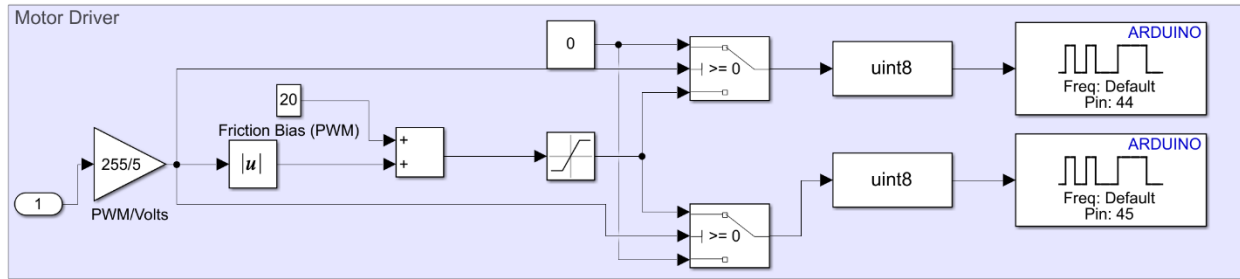 Motor Driver
0
>= 0
uint8
ARDUINO
Freq: Default
Pin: 44
20
Friction Bias (PWM)
+
+
255/5
|u|
1
PWM/Volts
>= 0
uint8
ARDUINO
Freq: Default
Pin: 45